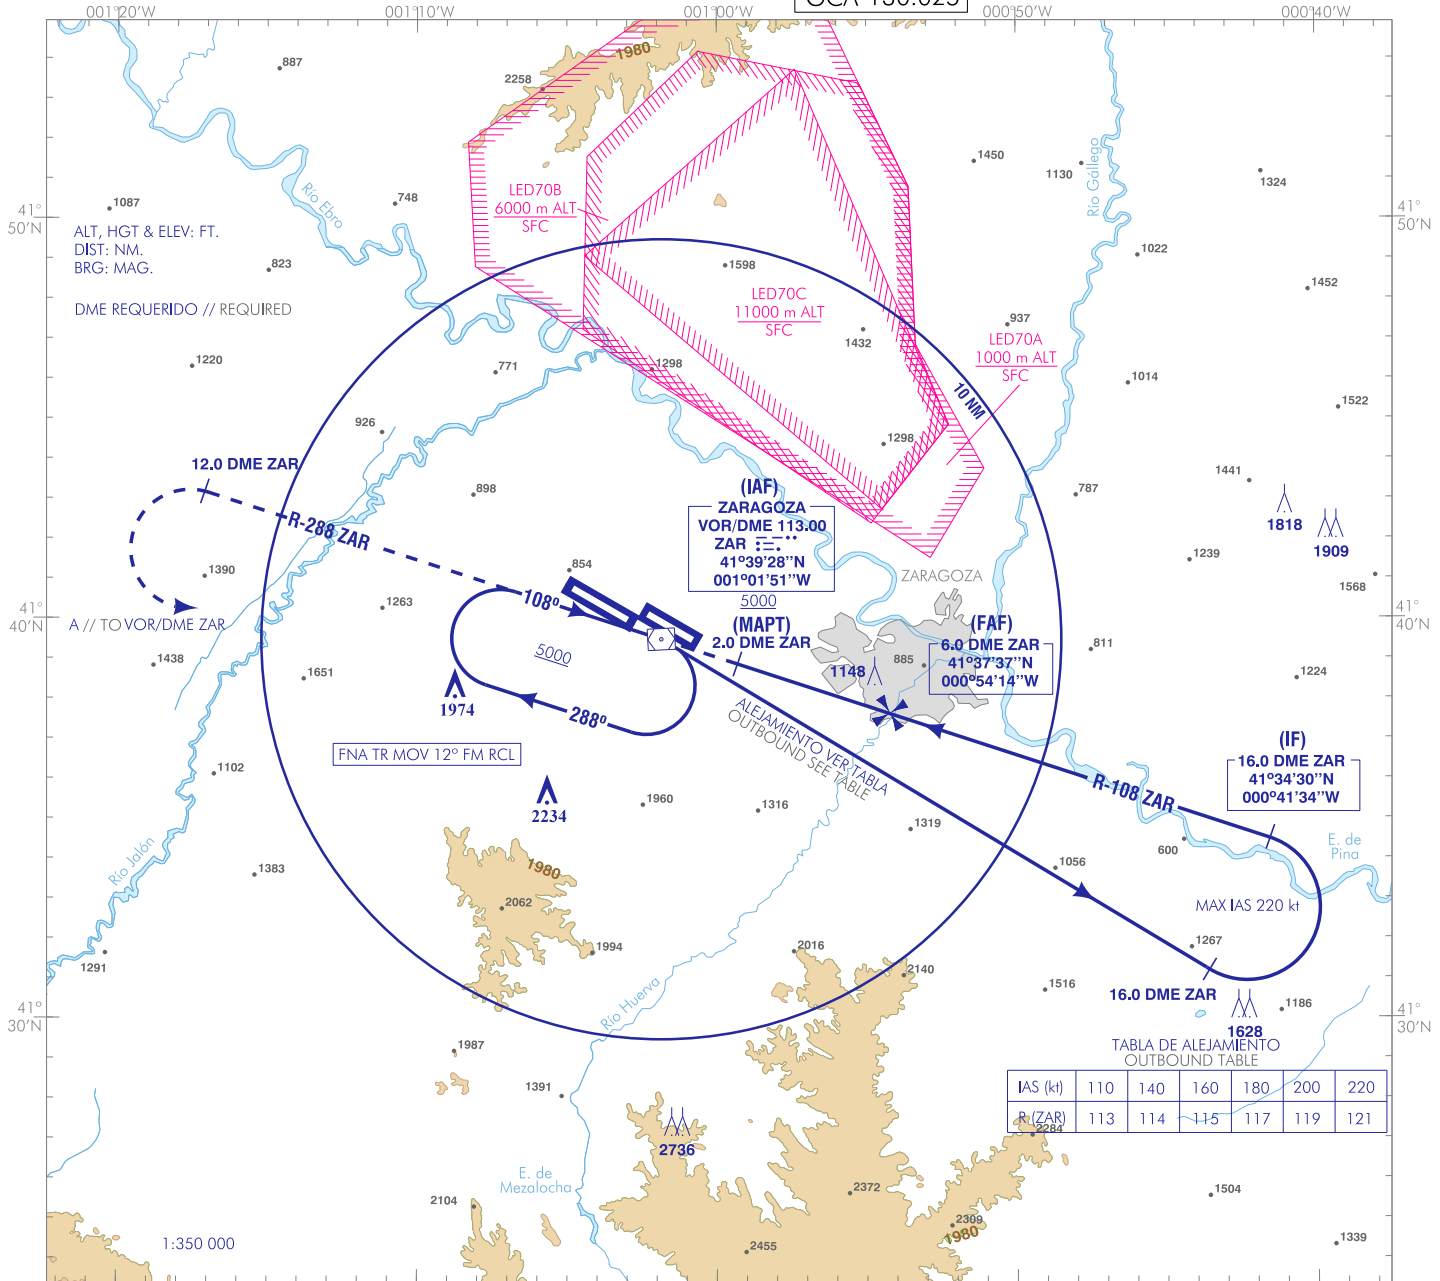 OCA 130.025
001°20'W
001°10'W
001°00'W
000°50'W
000°40'W
887
2258
1980
1450
1130
Río Gállego
1324
LED70B
6000 m ALT
SFC
Río Ebro
748
1087
41°
50'N
41°
50'N
ALT, HGT & ELEV: FT.
DIST: NM.
BRG: MAG.
823
1022
1598
1452
LED70C
11000 m ALT
SFC
DME REQUERIDO // REQUIRED
937
1432
LED70A
1000 m ALT
SFC
1220
771
1298
1014
10 NM
1522
926
1298
12.0 DME ZAR
1441
898
787
(IAF)
ZARAGOZA
VOR/DME 113.00
ZAR
41°39'28''N
001°01'51''W
5000
R-288 ZAR
1818
1909
1239
854
ZARAGOZA
1568
1390
1263
108°
41°
40'N
41°
40'N
A // TO VOR/DME ZAR
(MAPT)
2.0 DME ZAR
(FAF)
6.0 DME ZAR
41°37'37''N
000°54'14''W
811
1438
5000
885
1148
1651
1224
1974
288°
ALEJAMIENTO VER TABLA
OUTBOUND SEE TABLE
FNA TR MOV 12° FM RCL
(IF)
16.0 DME ZAR
41°34'30''N
000°41'34''W
1102
R-108 ZAR
2234
1960
1316
1319
600
E. de
Pina
Río Jalón
1383
1980
1056
2062
MAX IAS 220 kt
1994
2016
1267
1291
2140
1516
16.0 DME ZAR
1186
Río Huerva
41°
30'N
41°
30'N
1628
1987
TABLA DE ALEJAMIENTO
OUTBOUND TABLE
1391
IAS (kt) 110 140 160 180 200 220
R (ZAR) 113 114 115 117 119 121
2284
2736
E. de
Mezalocha
2104
2372
1504
2309
1980
1:350 000
2455
1339